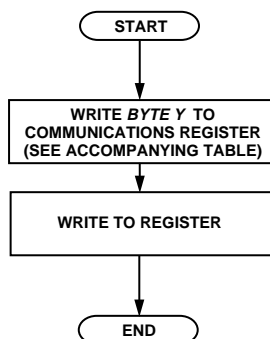 START
WRITE BYTE Y TO
COMMUNICATIONS REGISTER
(SEE ACCOMPANYING TABLE)
WRITE TO REGISTER
END